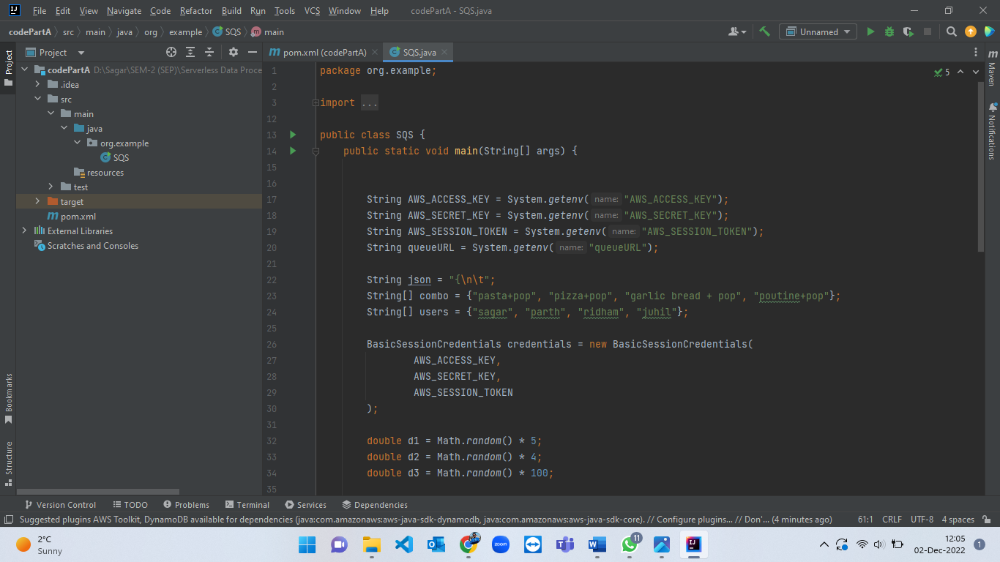 File Edit View Navigate Code Refactor Build Run Tools VCS Window Help codePartA - SQS.java
codePartA src main java org example SQS main Unnamed
Project pom.xml (codePartA) SQS.java
codePartA D:\Sagar\SEM-2 (SEP)\Serverless Data Proce
.idea
src
main
java
org.example
SQS
resources
test
target
pom.xml
External Libraries
Scratches and Consoles
Project
Bookmarks
Structure
5
1 package org.example;
2
3 import ...
12
13 public class SQS {
14 public static void main(String[] args) {
15
16
17 String AWS_ACCESS_KEY = System.getenv( name: "AWS_ACCESS_KEY");
18 String AWS_SECRET_KEY = System.getenv( name: "AWS_SECRET_KEY");
19 String AWS_SESSION_TOKEN = System.getenv( name: "AWS_SESSION_TOKEN");
20 String queueURL = System.getenv( name: "queueURL");
21
22 String json = "{\n\t";
23 String[] combo = {"pasta+pop", "pizza+pop", "garlic bread + pop", "poutine+pop"};
24 String[] users = {"sagar", "parth", "ridham", "juhil"};
25
26 BasicSessionCredentials credentials = new BasicSessionCredentials(
27 AWS_ACCESS_KEY,
28 AWS_SECRET_KEY,
29 AWS_SESSION_TOKEN
30 );
31
32 double d1 = Math.random() * 5;
33 double d2 = Math.random() * 4;
34 double d3 = Math.random() * 100;
35
Maven
Notifications
Version Control TODO Problems Terminal Services Dependencies
Suggested plugins AWS Toolkit, DynamoDB available for dependencies (java:com.amazonaws:aws-java-sdk-dynamodb, java:com.amazonaws:aws-java-sdk-core). // Configure plugins... // Don'... (4 minutes ago) 61:1 CRLF UTF-8 4 spaces
2°C
Sunny
zoom
11
12:05
02-Dec-2022
1